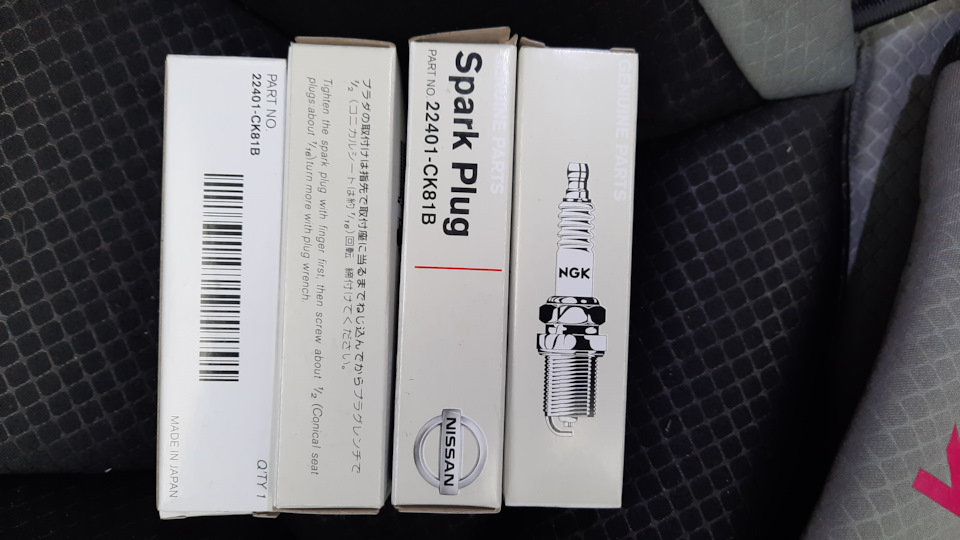 PART NO.
22401-CK81B
Q'TY 1
MADE IN JAPAN
プラグの取付けは指先で取付座に当るまでねじ込んでからプラグレンチで
½ (コニカルシートは約 1/16) 回転 締付けてください。
Tighten the spark plug with finger first, then screw about ½ (Conical seat
plugs about 1/16) turn more with plug wrench.
GENUINE PARTS
Spark Plug
PART NO. 22401-CK81B
NISSAN
GENUINE PARTS
NGK